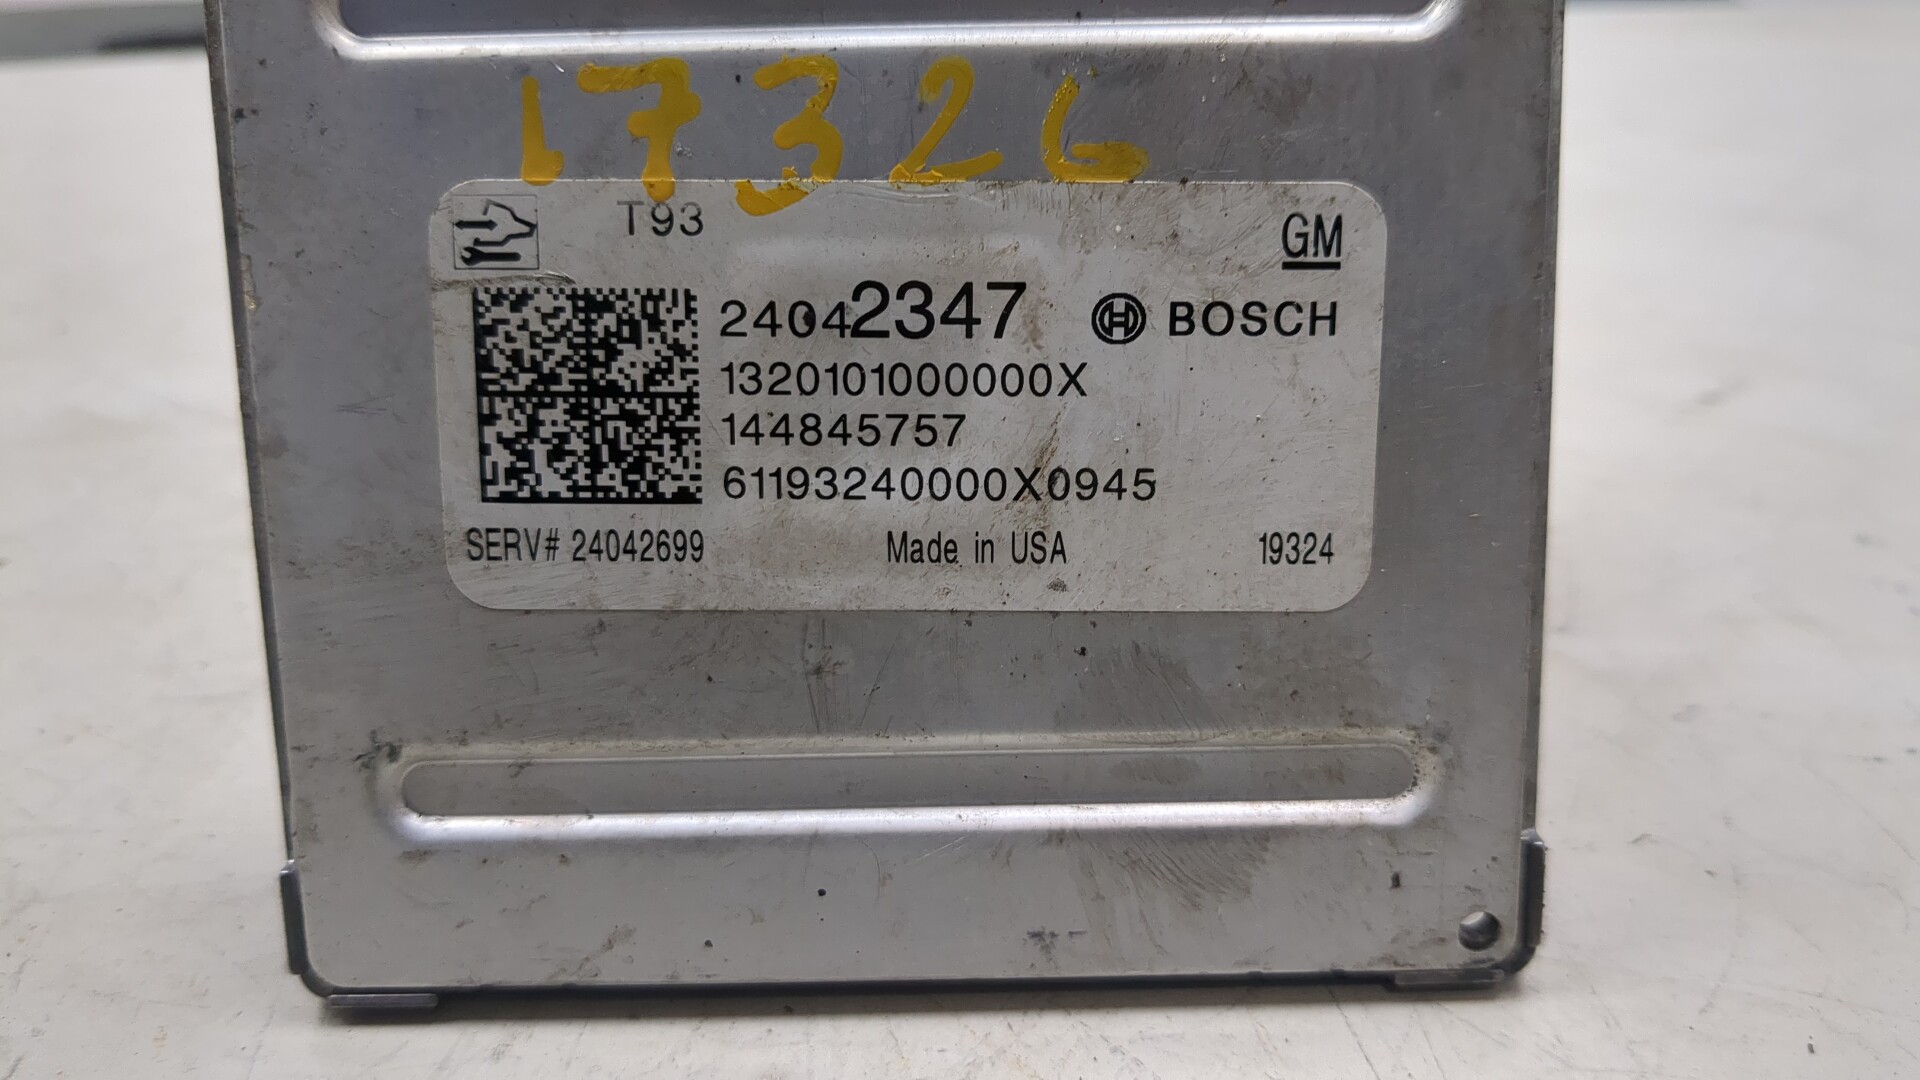 17326
T93
GM
24042347 BOSCH
1320101000000X
144845757
61193240000X0945
SERV# 24042699 Made in USA 19324